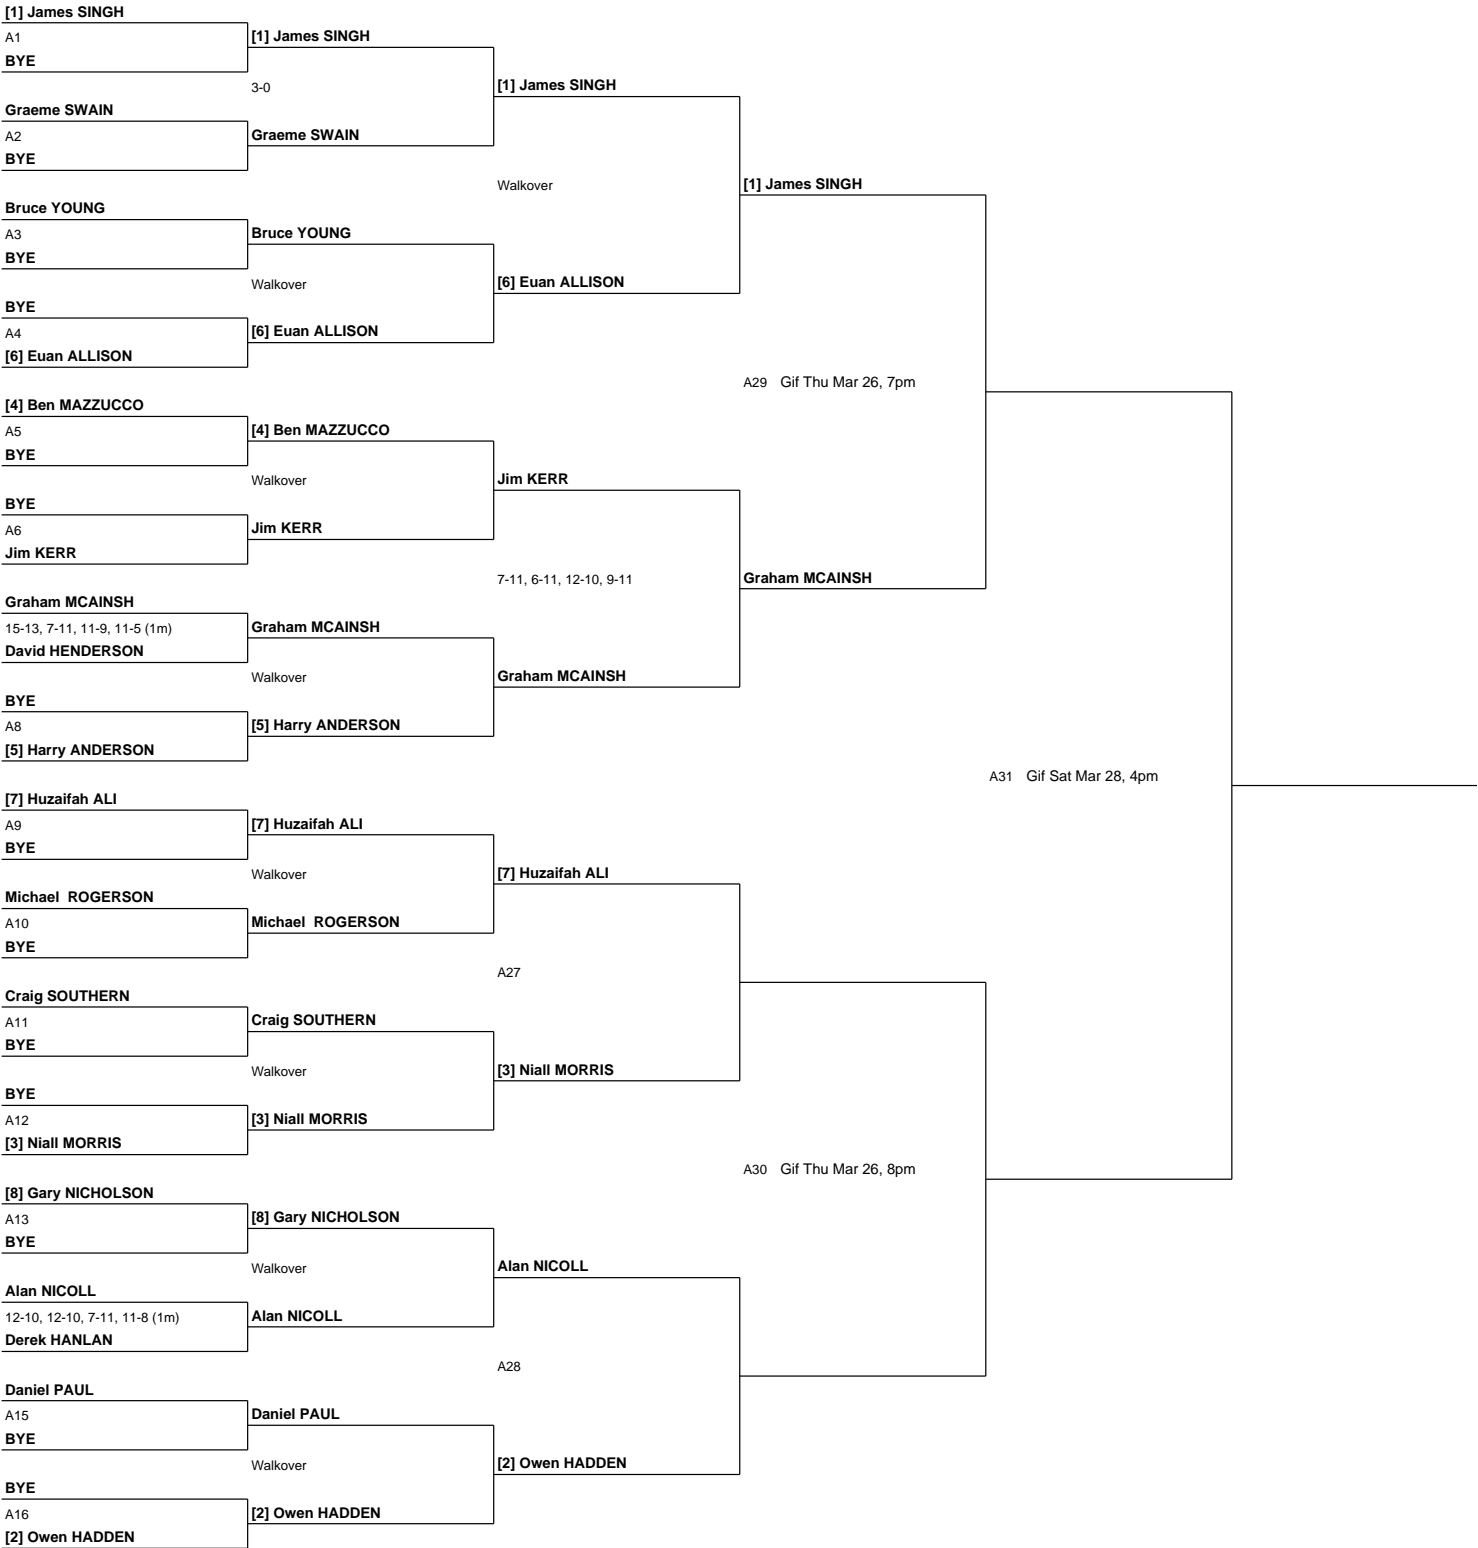 [1] James SINGH
A1
BYE
[1] James SINGH
3-0
Graeme SWAIN
A2
BYE
Graeme SWAIN
[1] James SINGH
Walkover
Bruce YOUNG
A3
BYE
Bruce YOUNG
Walkover
BYE
A4
[6] Euan ALLISON
[6] Euan ALLISON
[6] Euan ALLISON
[1] James SINGH
A29 Gif Thu Mar 26, 7pm
[4] Ben MAZZUCCO
A5
BYE
[4] Ben MAZZUCCO
Walkover
BYE
A6
Jim KERR
Jim KERR
Jim KERR
7-11, 6-11, 12-10, 9-11
Graham MCAINSH
15-13, 7-11, 11-9, 11-5 (1m)
David HENDERSON
Graham MCAINSH
Walkover
BYE
A8
[5] Harry ANDERSON
[5] Harry ANDERSON
Graham MCAINSH
Graham MCAINSH
A31 Gif Sat Mar 28, 4pm
[7] Huzaifah ALI
A9
BYE
[7] Huzaifah ALI
Walkover
Michael  ROGERSON
A10
BYE
Michael  ROGERSON
[7] Huzaifah ALI
A27
Craig SOUTHERN
A11
BYE
Craig SOUTHERN
Walkover
BYE
A12
[3] Niall MORRIS
[3] Niall MORRIS
[3] Niall MORRIS
A30 Gif Thu Mar 26, 8pm
[8] Gary NICHOLSON
A13
BYE
[8] Gary NICHOLSON
Walkover
Alan NICOLL
12-10, 12-10, 7-11, 11-8 (1m)
Derek HANLAN
Alan NICOLL
Alan NICOLL
A28
Daniel PAUL
A15
BYE
Daniel PAUL
Walkover
BYE
A16
[2] Owen HADDEN
[2] Owen HADDEN
[2] Owen HADDEN